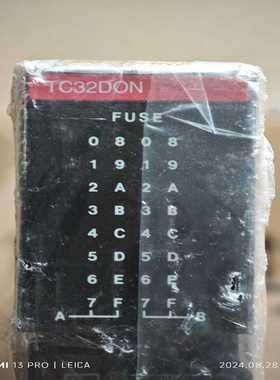 TC32DON
FUSE
0 8 0 8
1 9 1 9
2 A 2 A
3 B 3 B
4 C 4 C
5 D 5 D
6 E 6 E
7 F 7 F
A B
MI 13 PRO | LEICA
2024.08.28